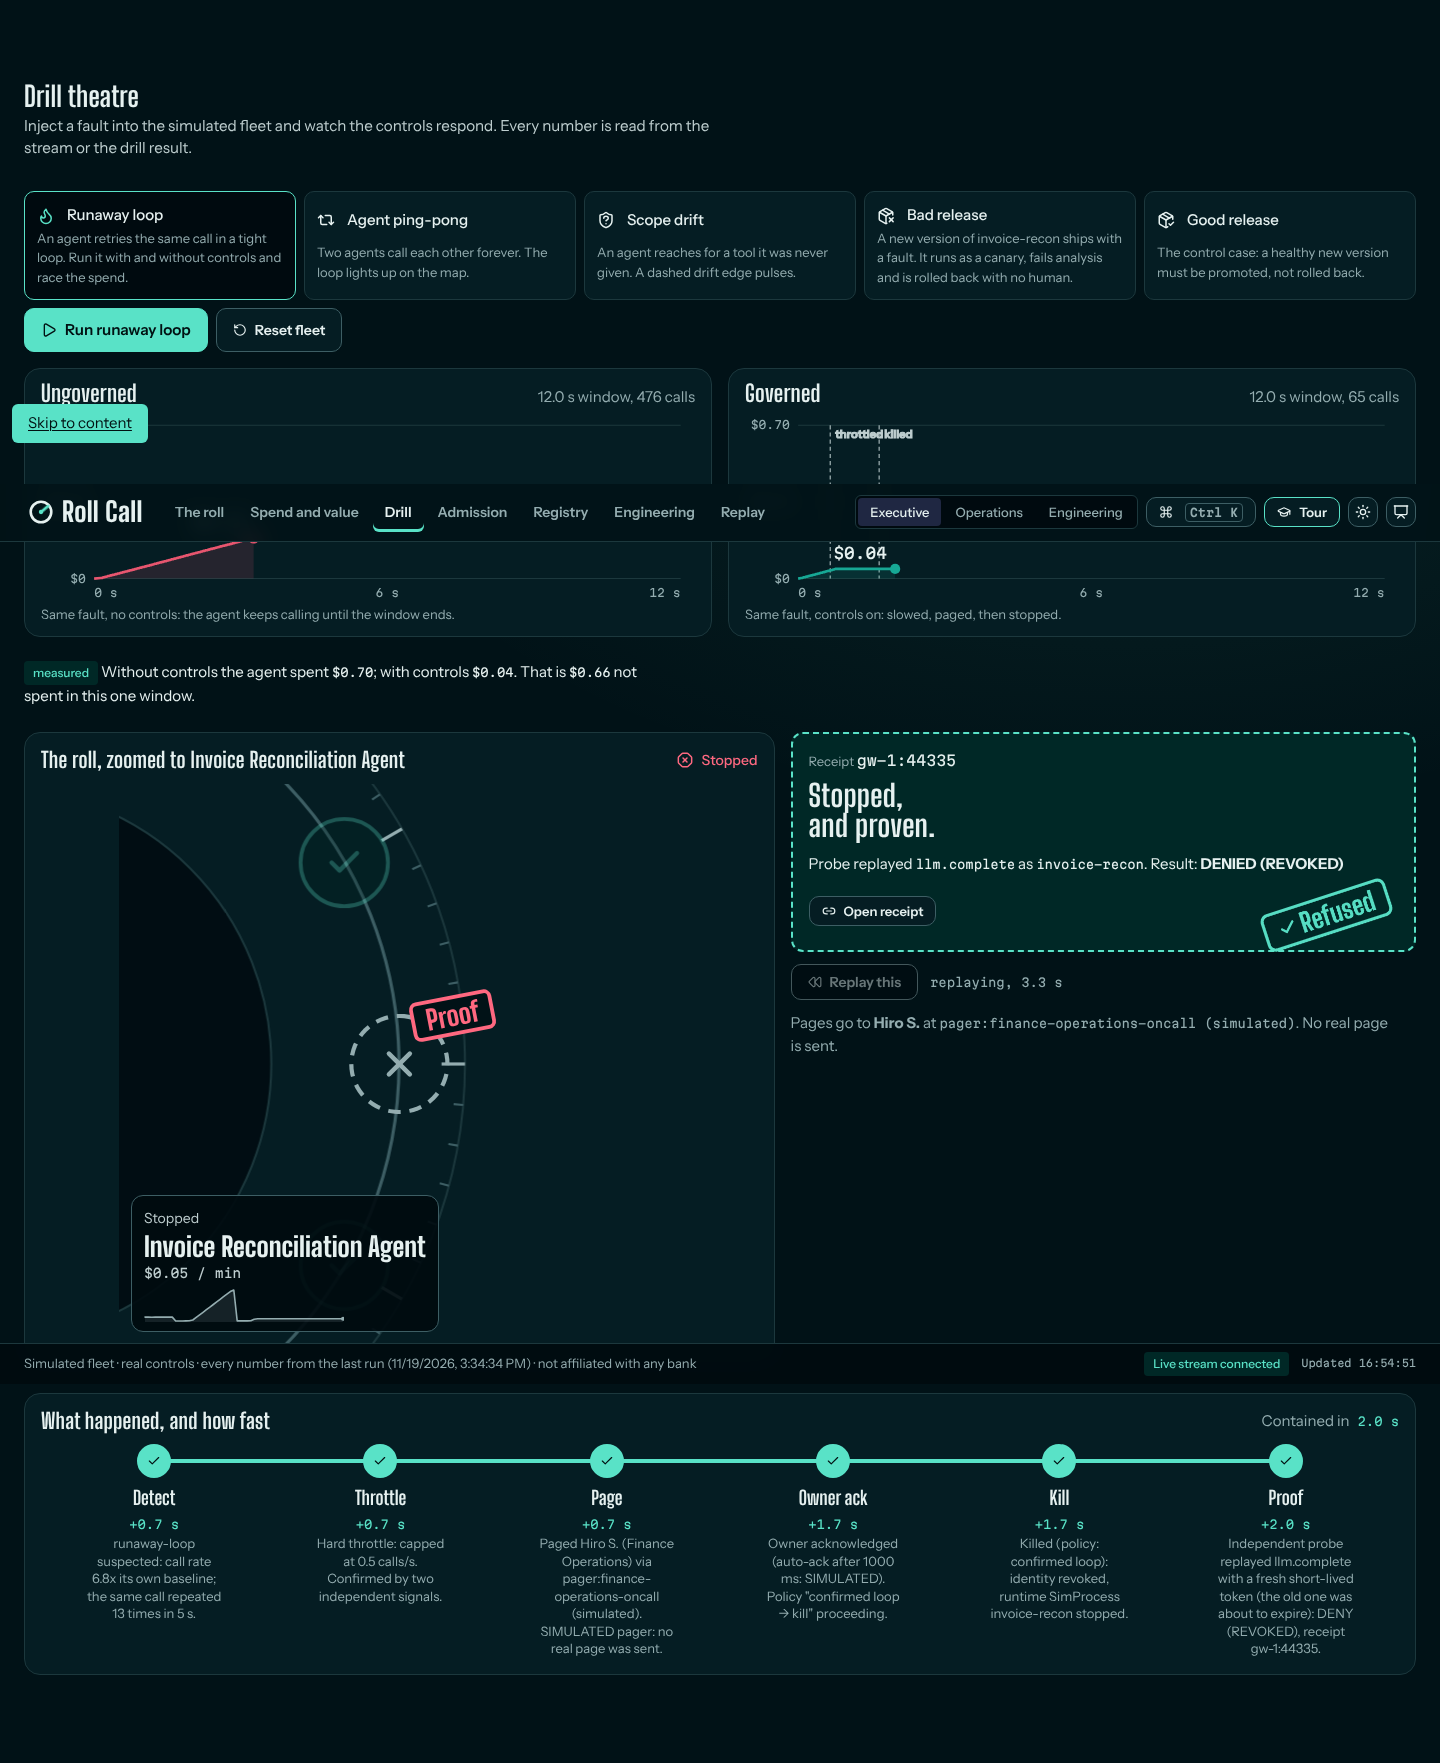 Drill theatre
Inject a fault into the simulated fleet and watch the controls respond. Every number is read from the
stream or the drill result.
Runaway loop
An agent retries the same call in a tight
loop. Run it with and without controls and
race the spend.
Agent ping-pong
Two agents call each other forever. The
loop lights up on the map.
Scope drift
An agent reaches for a tool it was never
given. A dashed drift edge pulses.
Bad release
A new version of invoice-recon ships with
a fault. It runs as a canary, fails analysis
and is rolled back with no human.
Good release
The control case: a healthy new version
must be promoted, not rolled back.
Run runaway loop
Reset fleet
Ungoverned
12.0 s window, 476 calls
Skip to content
Governed
12.0 s window, 65 calls
$0.70
throttled killed
Roll Call
The roll
Spend and value
Drill
Admission
Registry
Engineering
Replay
Executive
Operations
Engineering
⌘ Ctrl K
Tour
$0
0 s
6 s
12 s
Same fault, no controls: the agent keeps calling until the window ends.
$0.04
$0
0 s
6 s
12 s
Same fault, controls on: slowed, paged, then stopped.
measured Without controls the agent spent $0.70; with controls $0.04. That is $0.66 not
spent in this one window.
The roll, zoomed to Invoice Reconciliation Agent
Stopped
Proof
Stopped
Invoice Reconciliation Agent
$0.05 / min
Receipt gw-1:44335
Stopped,
and proven.
Probe replayed llm.complete as invoice-recon. Result: DENIED (REVOKED)
Open receipt
Refused
Replay this
replaying, 3.3 s
Pages go to Hiro S. at pager:finance-operations-oncall (simulated). No real page
is sent.
Simulated fleet · real controls · every number from the last run (11/19/2026, 3:34:34 PM) · not affiliated with any bank
Live stream connected
Updated 16:54:51
What happened, and how fast
Contained in 2.0 s
Detect
+0.7 s
runaway-loop
suspected: call rate
6.8x its own baseline;
the same call repeated
13 times in 5 s.
Throttle
+0.7 s
Hard throttle: capped
at 0.5 calls/s.
Confirmed by two
independent signals.
Page
+0.7 s
Paged Hiro S. (Finance
Operations) via
pager:finance-
operations-oncall
(simulated).
SIMULATED pager: no
real page was sent.
Owner ack
+1.7 s
Owner acknowledged
(auto-ack after 1000
ms: SIMULATED).
Policy "confirmed loop
→ kill" proceeding.
Kill
+1.7 s
Killed (policy:
confirmed loop):
identity revoked,
runtime SimProcess
invoice-recon stopped.
Proof
+2.0 s
Independent probe
replayed llm.complete
with a fresh short-lived
token (the old one was
about to expire): DENY
(REVOKED), receipt
gw-1:44335.